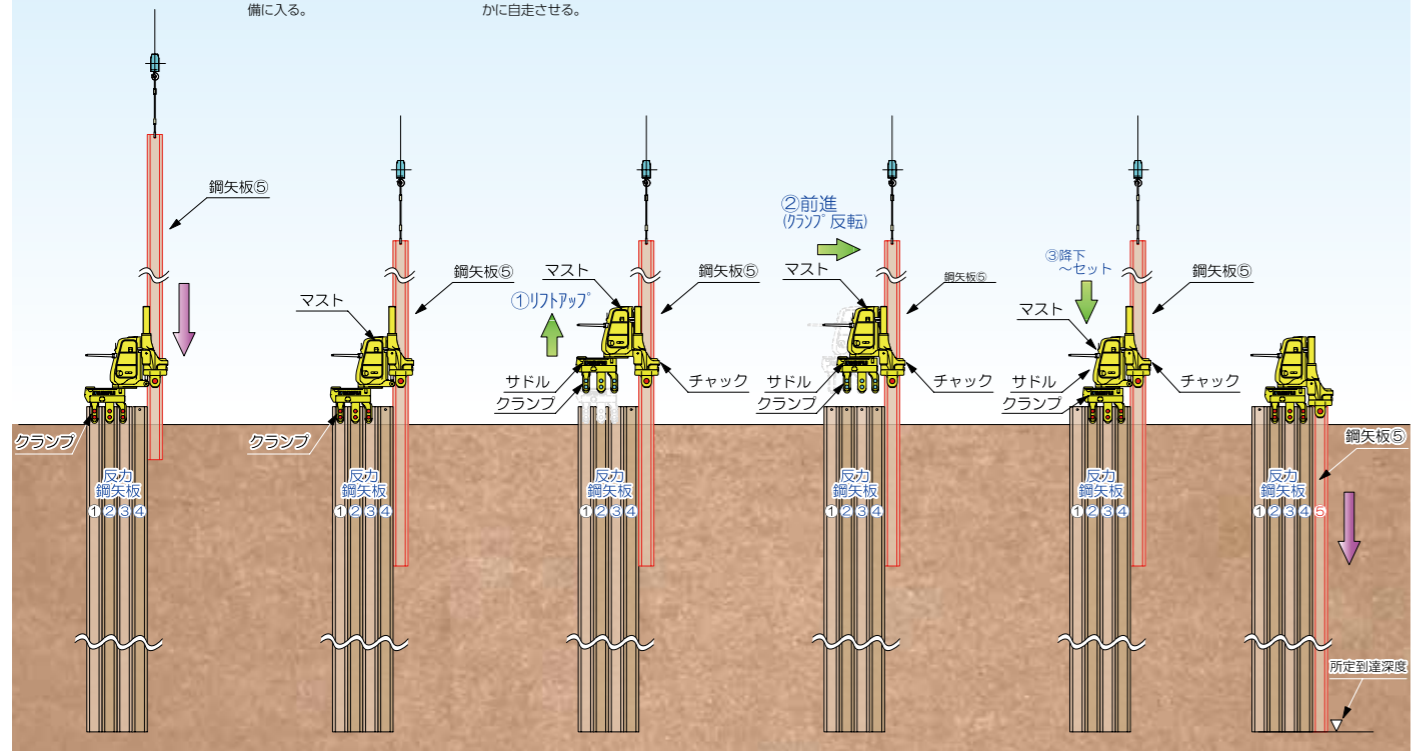 備に入る。
かに自走させる。
鋼矢板⑤
クランプ
反力
鋼矢板
①②③④
鋼矢板⑤
マスト
クランプ
反力
鋼矢板
①②③④
マスト
鋼矢板⑤
①リフトアップ
サドル
クランプ
チャック
反力
鋼矢板
①②③④
②前進
(クランプ反転)
マスト
鋼矢板⑤
サドル
クランプ
チャック
反力
鋼矢板
①②③④
③降下
～セット
鋼矢板⑤
マスト
サドル
クランプ
チャック
反力
鋼矢板
①②③④
鋼矢板⑤
反力
鋼矢板
①②③④⑤
所定到達深度